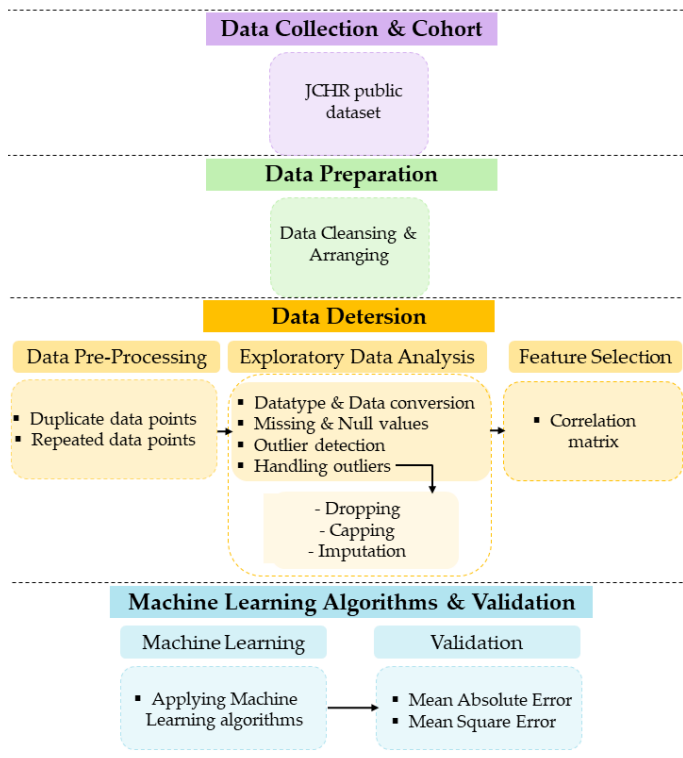 Data Collection & Cohort
JCHR public
dataset
Data Preparation
Data Cleansing &
Arranging
Data Detersion
Data Pre-Processing
▪ Duplicate data points
▪ Repeated data points
Exploratory Data Analysis
▪ Datatype & Data conversion
▪ Missing & Null values
▪ Outlier detection
▪ Handling outliers
- Dropping
- Capping
- Imputation
Feature Selection
▪ Correlation
matrix
Machine Learning Algorithms & Validation
Machine Learning
▪ Applying Machine
Learning algorithms
Validation
▪ Mean Absolute Error
▪ Mean Square Error